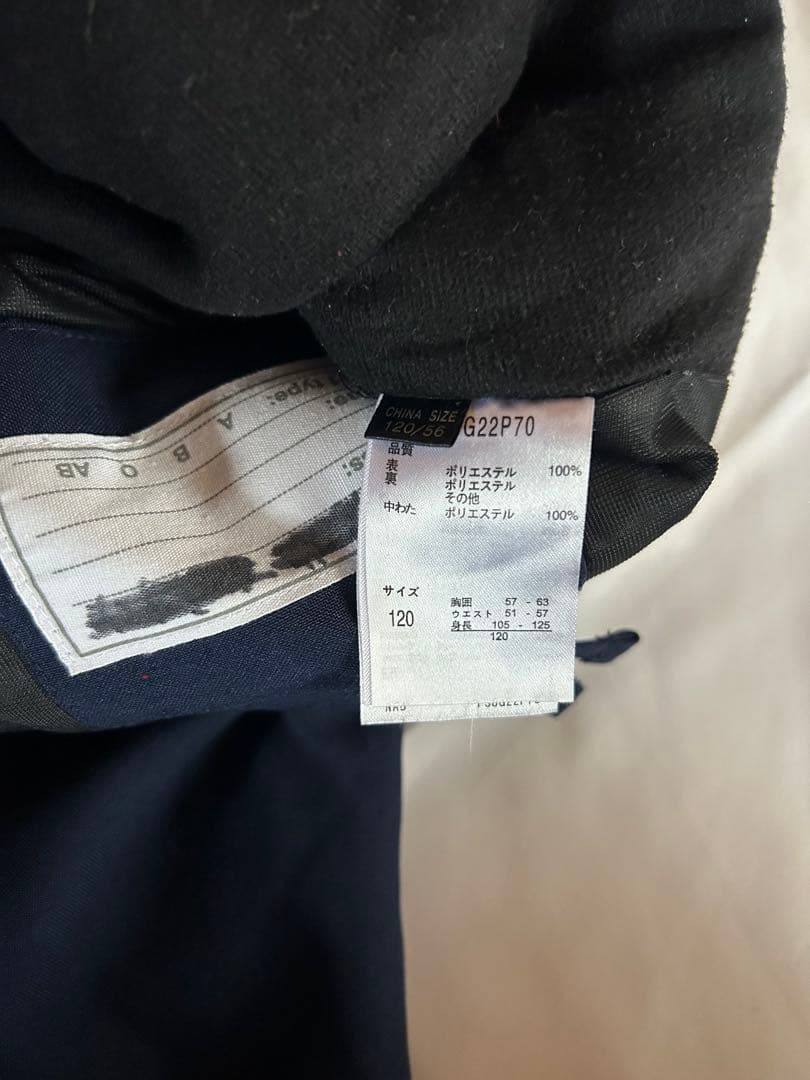 CHINA SIZE
120/56
G22P70
品質
表 ポリエステル 100%
裏 ポリエステル
その他
中わた ポリエステル 100%
サイズ
120
胸囲 57 - 63
ウエスト 51 - 57
身長 105 - 125
120
type:
A B O AB